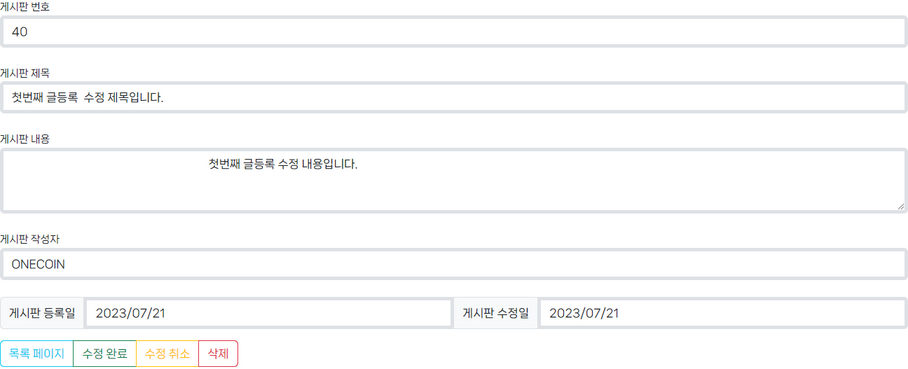 게시판 번호
40
게시판 제목
첫번째 글등록  수정 제목입니다.
게시판 내용
첫번째 글등록 수정 내용입니다.
게시판 작성자
ONECOIN
게시판 등록일 2023/07/21 게시판 수정일 2023/07/21
목록 페이지 수정 완료 수정 취소 삭제